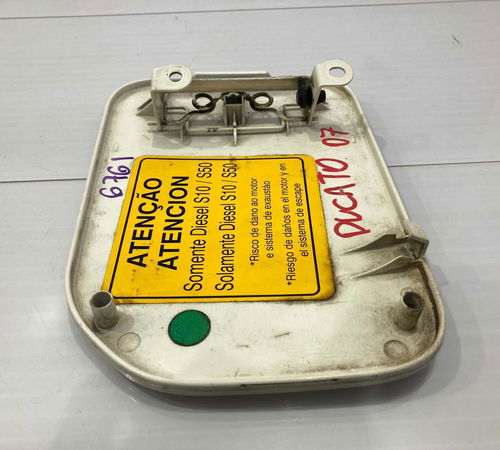 6761
ATENÇÃO
ATENCION
Somente Diesel S10 / S50
Solamente Diesel S10 / S50
*Risco de dano ao motor
e sistema de exaustão
*Riesgo de daños en el motor y en
el sistema de escape
DUCATO 07